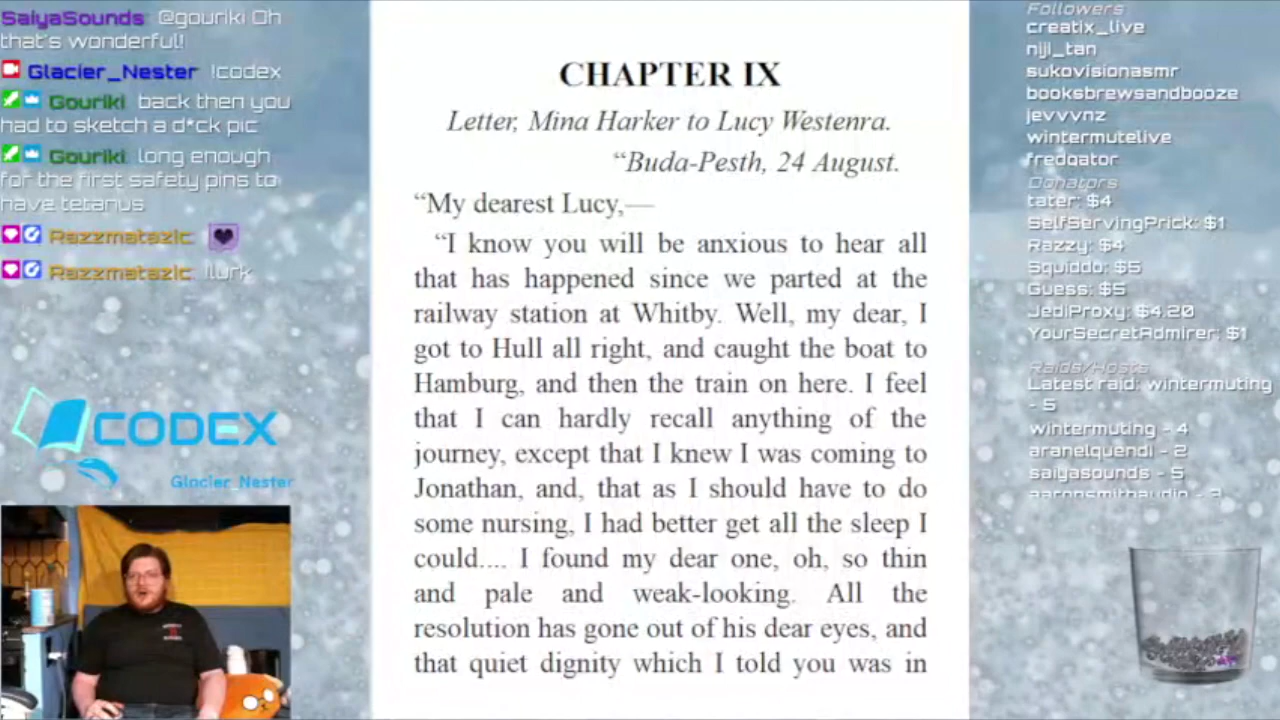 SaiyaSounds: @gouriki Oh
that's wonderful!
Glacier_Nester !codex
Gouriki: back then you
had to sketch a d*ck pic
Gouriki: long enough
for the first safety pins to
have tetanus
Razzmatazic:
Razzmatazic: !lurk
CODEX
Glacier_Nester
CHAPTER IX
Letter, Mina Harker to Lucy Westenra.
“Buda-Pesth, 24 August.
“My dearest Lucy,—
“I know you will be anxious to hear all
that has happened since we parted at the
railway station at Whitby. Well, my dear, I
got to Hull all right, and caught the boat to
Hamburg, and then the train on here. I feel
that I can hardly recall anything of the
journey, except that I knew I was coming to
Jonathan, and, that as I should have to do
some nursing, I had better get all the sleep I
could.... I found my dear one, oh, so thin
and pale and weak-looking. All the
resolution has gone out of his dear eyes, and
that quiet dignity which I told you was in
Followers
creatix_live
niji_tan
sukovisionasmr
booksbrewsandbooze
jevvvnz
wintermutelive
fredgator
Donators
tater: $4
SelfServingPrick: $1
Razzy: $4
Squiddo: $5
Guess: $5
JediProxy: $4.20
YourSecretAdmirer: $1
Raids/Hosts
Latest raid: wintermuting
- 5
wintermuting - 4
aranelquendi - 2
saiyasounds - 5